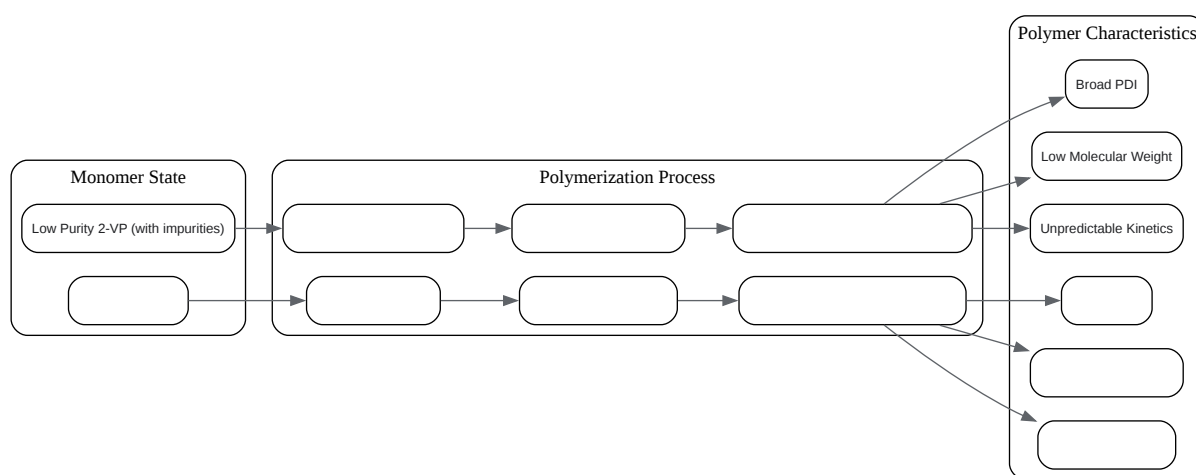 Polymer Characteristics
Broad PDI
Low Molecular Weight
Monomer State
Polymerization Process
Low Purity 2-VP (with impurities)
Unpredictable Kinetics